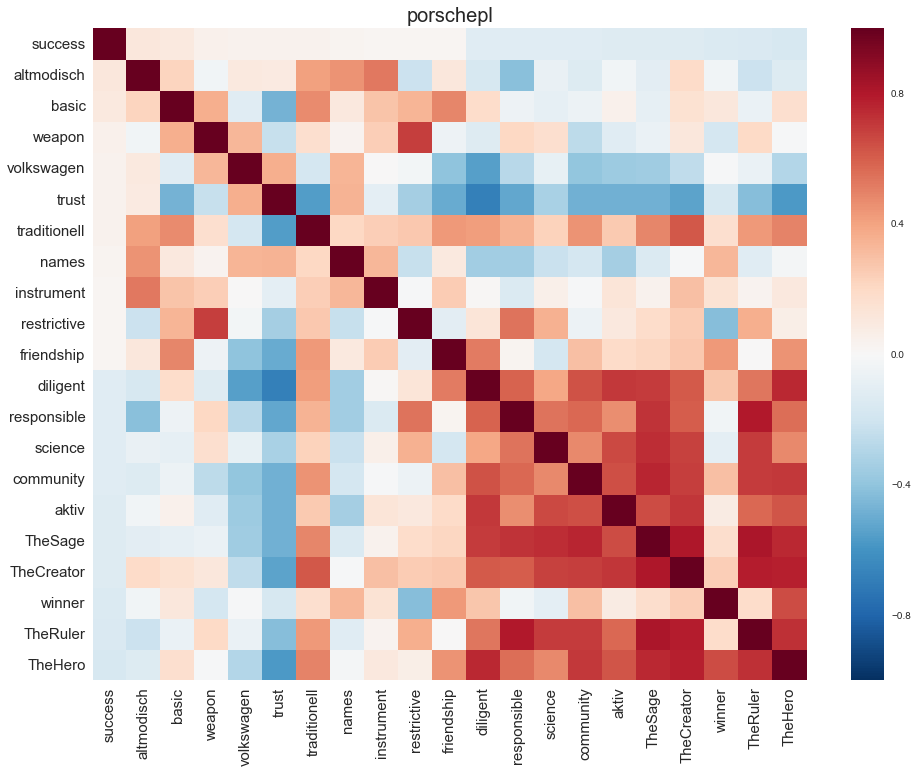 porschepl
success
altmodisch
basic
weapon
volkswagen
trust
traditionell
names
instrument
restrictive
friendship
diligent
responsible
science
community
aktiv
TheSage
TheCreator
winner
TheRuler
TheHero
success
altmodisch
basic
weapon
volkswagen
trust
traditionell
names
instrument
restrictive
friendship
diligent
responsible
science
community
aktiv
TheSage
TheCreator
winner
TheRuler
TheHero
0.8
0.4
0.0
−0.4
−0.8